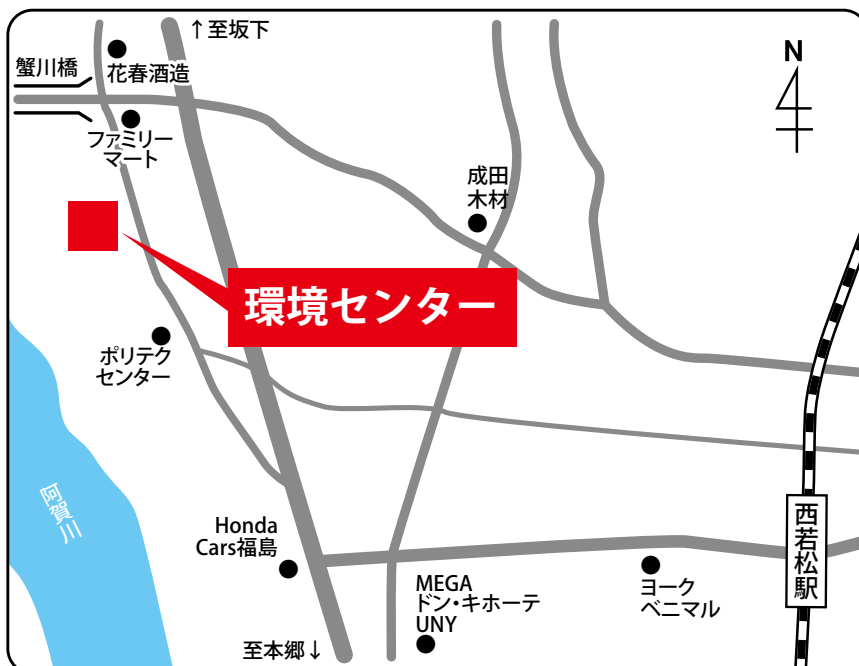 ↑至坂下
N
蟹川橋
花春酒造
ファミリー
マート
成田
木材
環境センター
ポリテク
センター
阿賀川
Honda
Cars福島
西若松駅
MEGA
ドン・キホーテ
UNY
ヨーク
ベニマル
至本郷↓